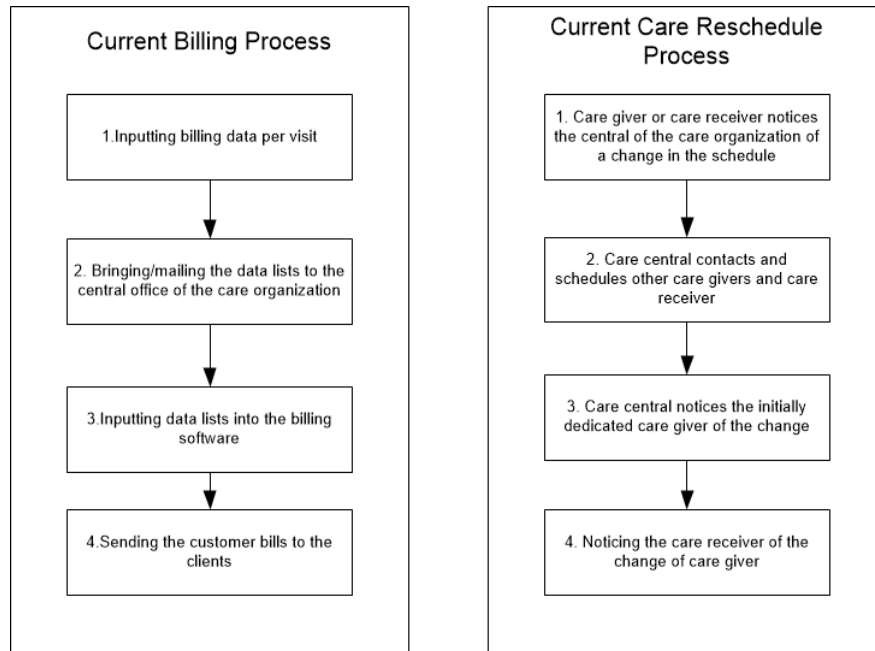 Current Billing Process
1.Inputting billing data per visit
2. Bringing/mailing the data lists to the
central office of the care organization
3.Inputting data lists into the billing
software
4.Sending the customer bills to the
clients
Current Care Reschedule
Process
1. Care giver or care receiver notices
the central of the care organization of
a change in the schedule
2. Care central contacts and
schedules other care givers and care
receiver
3. Care central notices the initially
dedicated care giver of the change
4. Noticing the care receiver of the
change of care giver